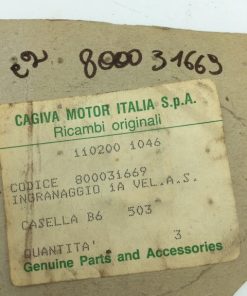 e2 800031669
CAGIVA MOTOR ITALIA S.p.A.
Ricambi originali
110200 1046
CODICE 800031669
INGRANAGGIO 1A VEL.A.S.
CASELLA B6 503
QUANTITA' 3
Genuine Parts and Accessories